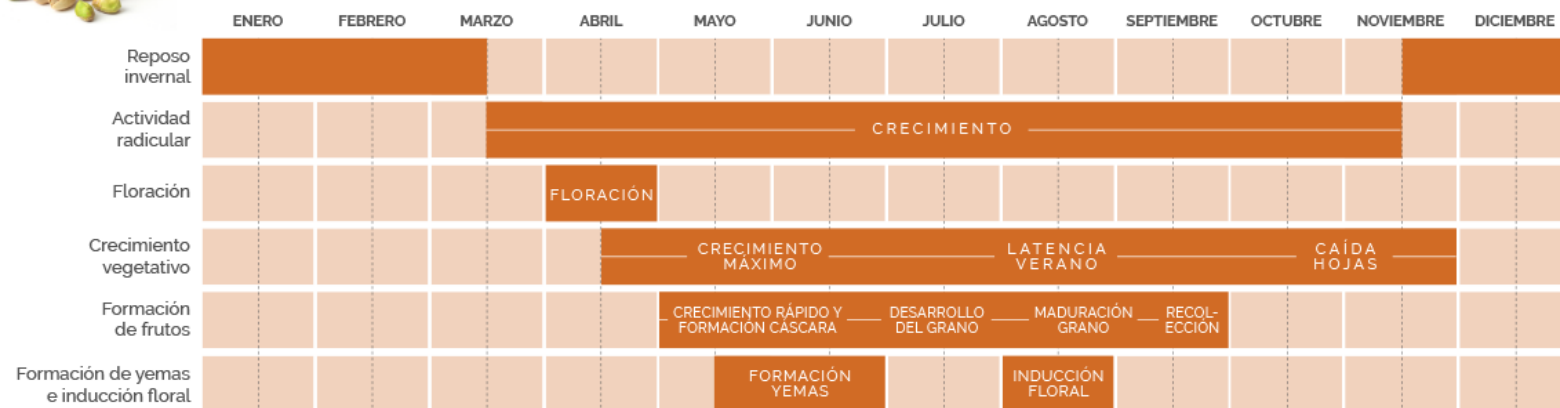 ENERO FEBRERO MARZO ABRIL MAYO JUNIO JULIO AGOSTO SEPTIEMBRE OCTUBRE NOVIEMBRE DICIEMBRE
Reposo
invernal
Actividad
radicular
CRECIMIENTO
Floración
FLORACIÓN
Crecimiento
vegetativo
CRECIMIENTO
MÁXIMO
LATENCIA
VERANO
CAÍDA
HOJAS
Formación
de frutos
CRECIMIENTO RÁPIDO Y
FORMACIÓN CÁSCARA
DESARROLLO
DEL GRANO
MADURACIÓN
GRANO
RECOL-
ECCIÓN
Formación de yemas
e inducción floral
FORMACIÓN
YEMAS
INDUCCIÓN
FLORAL